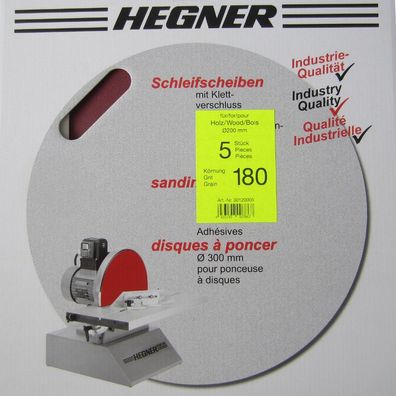 HEGNER
Schleifscheiben
mit Klett-
verschluss
Industrie-
Qualität
Industry
Quality
Qualité
Industrielle
für/for/pour
Holz/Wood/Bois
Ø200 mm
5 Stück
Pieces
Pièces
Körnung
Grit
Grain
180
sandin
Adhésives
disques à poncer
Ø 300 mm
pour ponceuse
à disques
HEGNER